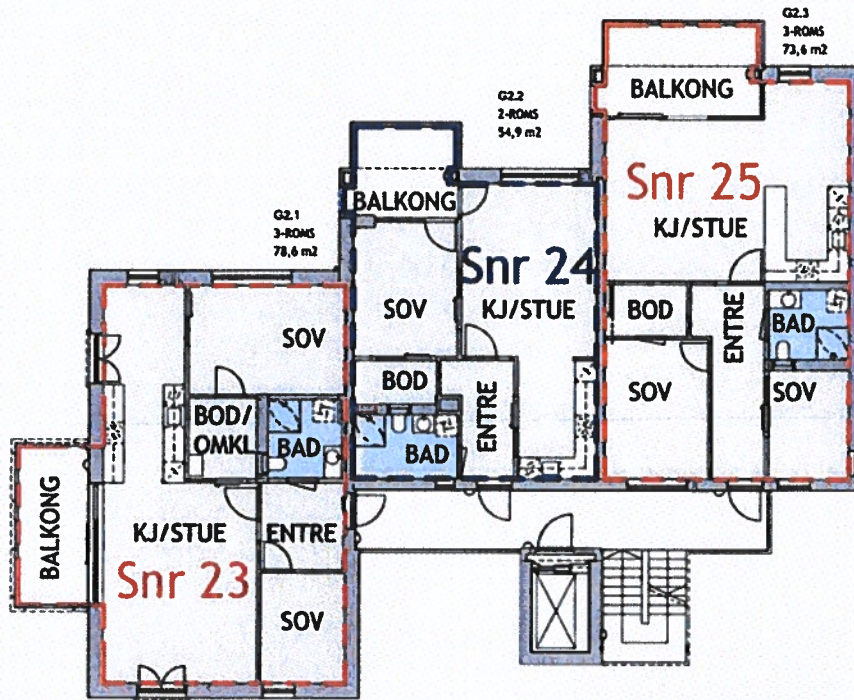 G2.3
3-ROMS
73,6 m2
BALKONG
Snr 25
KJ/STUE
BOD
ENTRE
BAD
SOV
SOV
G2.2
2-ROMS
54,9 m2
BALKONG
Snr 24
KJ/STUE
SOV
BOD
ENTRE
BAD
G2.1
3-ROMS
78,6 m2
SOV
BOD/
OMKL
BAD
BALKONG
KJ/STUE
ENTRE
Snr 23
SOV